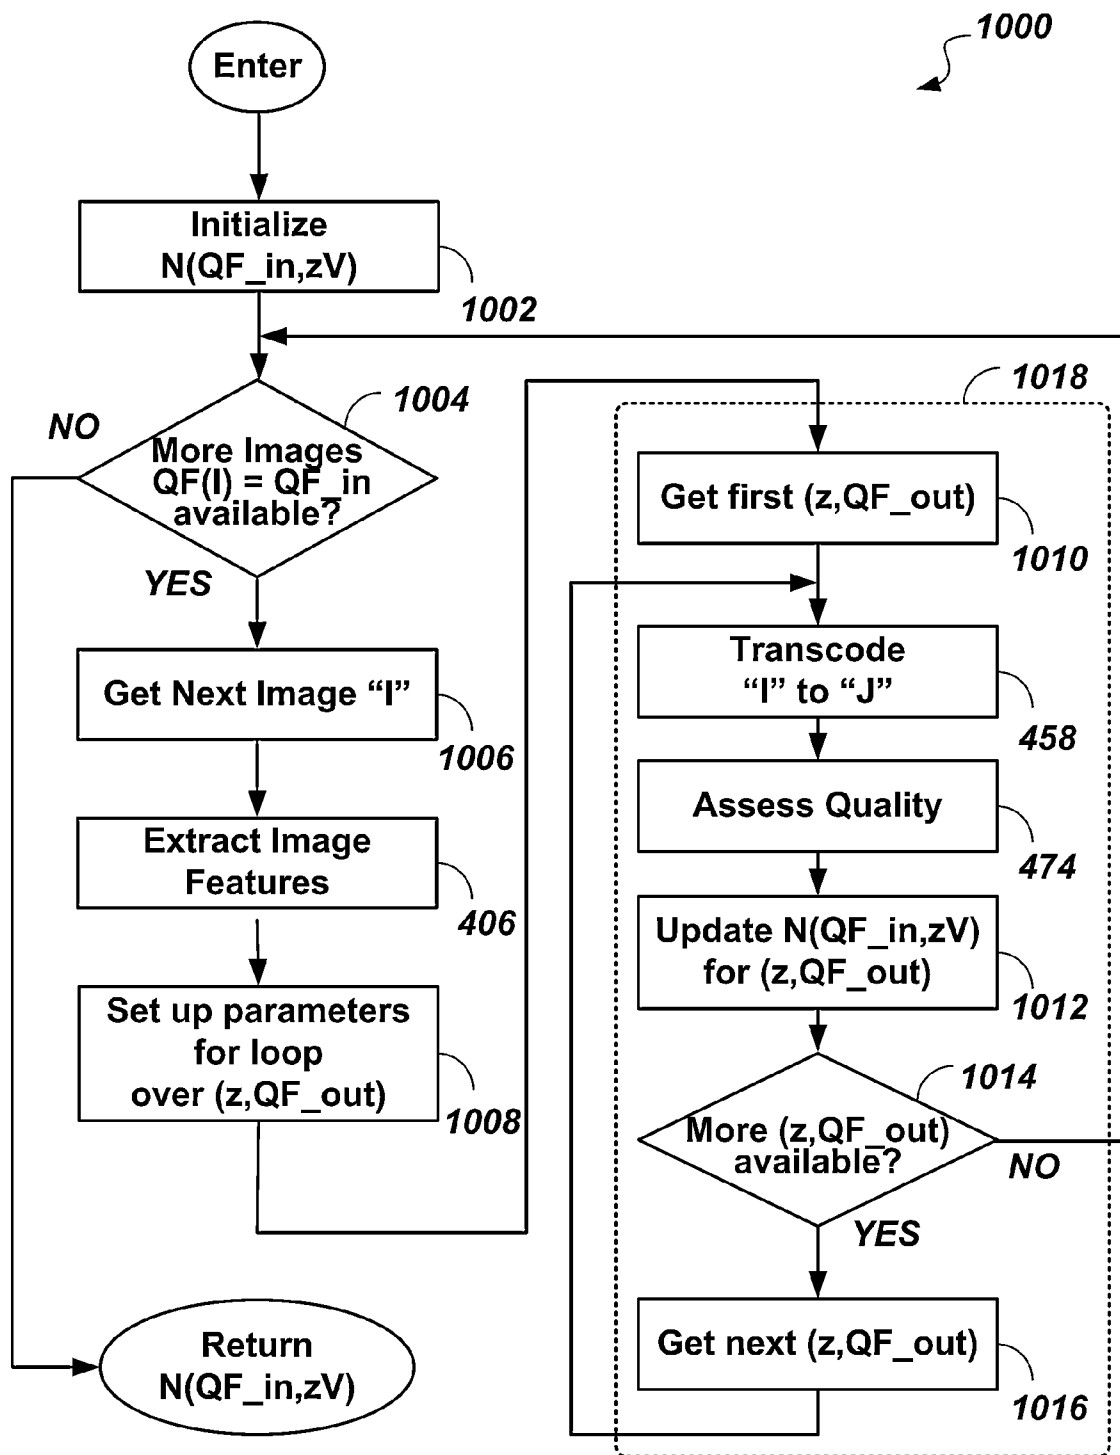 1000
Enter
Initialize
N(QF_in,zV)
1002
1004
NO
More Images
QF(I) = QF_in
available?
YES
Get Next Image “I”
1006
Extract Image
Features
406
Set up parameters
for loop
over (z,QF_out)
1008
Return
N(QF_in,zV)
1018
Get first (z,QF_out)
1010
Transcode
“I” to “J”
458
Assess Quality
474
Update N(QF_in,zV)
for (z,QF_out)
1012
1014
More (z,QF_out)
available?
NO
YES
Get next (z,QF_out)
1016